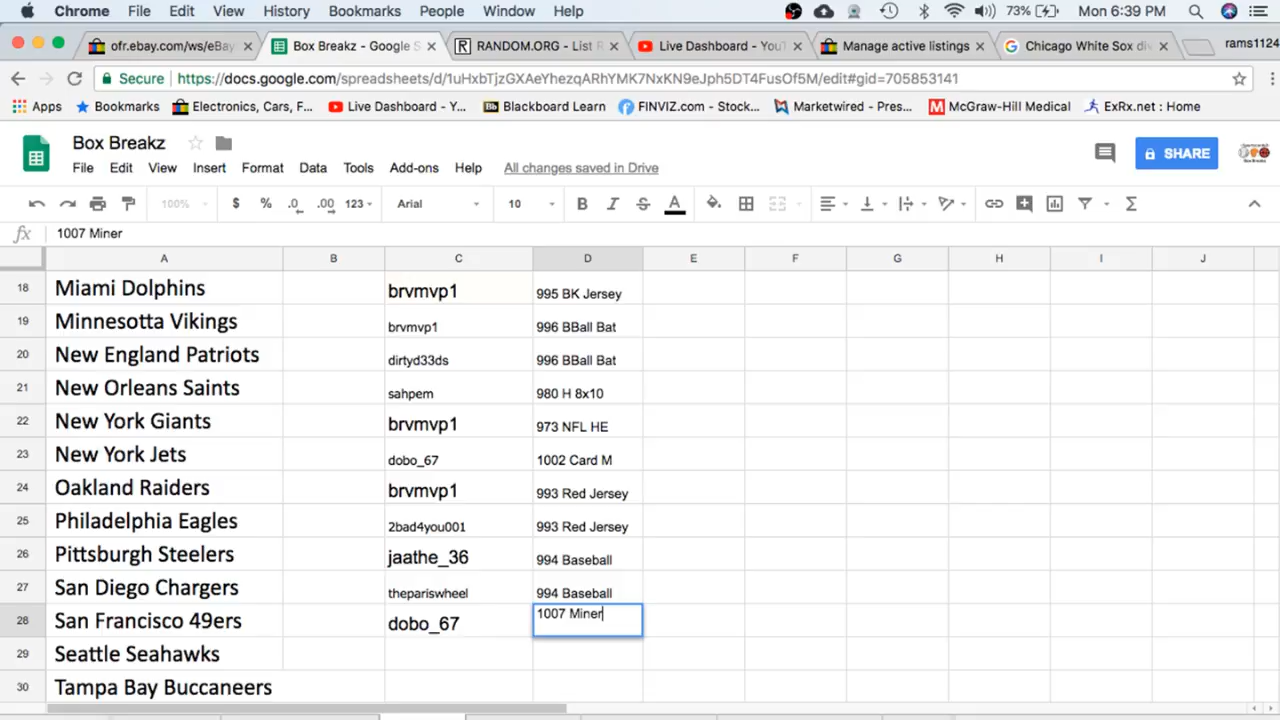 Chrome File Edit View History Bookmarks People Window Help 73% Mon 6:39 PM
ofr.ebay.com/ws/eBay Box Breakz - Google S RANDOM.ORG - List R Live Dashboard - YouT Manage active listings Chicago White Sox div rams1124
Secure https://docs.google.com/spreadsheets/d/1uHxbTjzGXAeYhezqARhYMK7NxKN9eJph5DT4FusOf5M/edit#gid=705853141
Apps Bookmarks Electronics, Cars, F... Live Dashboard - Y... Bb Blackboard Learn FINVIZ.com - Stock... Marketwired - Pres... M McGraw-Hill Medical ExRx.net : Home
Box Breakz
SHARE
File Edit View Insert Format Data Tools Add-ons Help All changes saved in Drive
100% $ % .0 .00 123 Arial 10 B I S A Σ
fx 1007 Miner
A B C D E F G H I J
18 Miami Dolphins brvmvp1 995 BK Jersey
19 Minnesotta Vikings brvmvp1 996 BBall Bat
20 New England Patriots dirtyd33ds 996 BBall Bat
21 New Orleans Saints sahpem 980 H 8x10
22 New York Giants brvmvp1 973 NFL HE
23 New York Jets dobo_67 1002 Card M
24 Oakland Raiders brvmvp1 993 Red Jersey
25 Philadelphia Eagles 2bad4you001 993 Red Jersey
26 Pittsburgh Steelers jaathe_36 994 Baseball
27 San Diego Chargers thepariswheel 994 Baseball
28 San Francisco 49ers dobo_67 1007 Miner
29 Seattle Seahawks
30 Tampa Bay Buccaneers